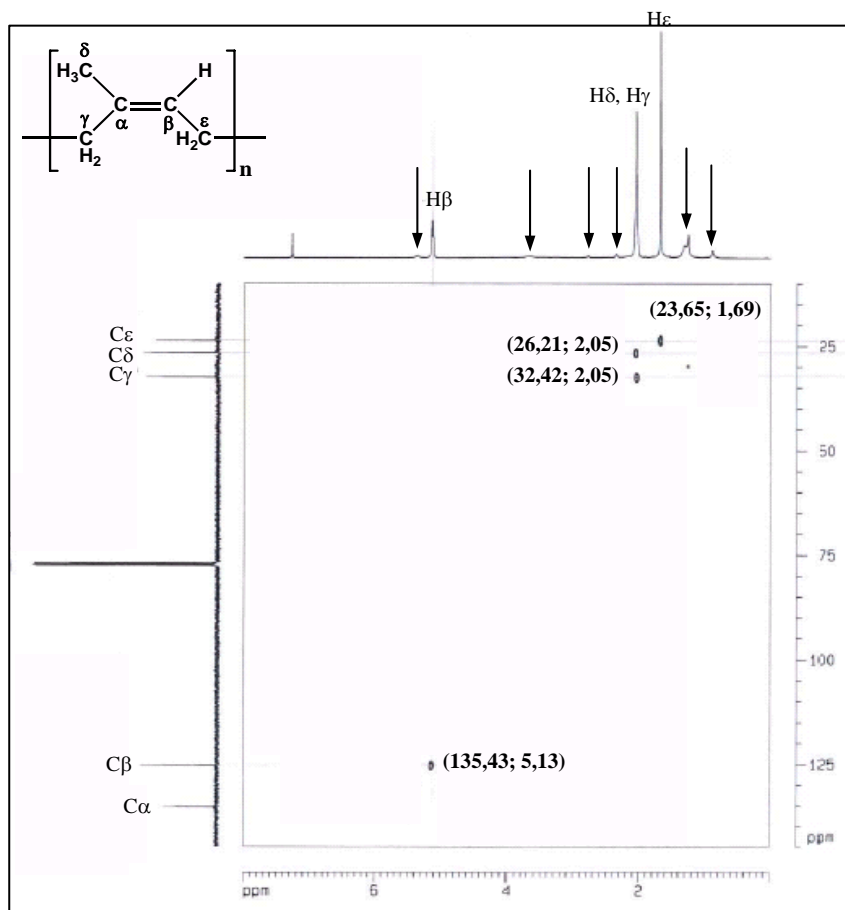 Hε
δ
H₃C
H
γ
C
C
α
β
ε
H₂C
C
H₂
n
Hδ, Hγ
Hβ
(23,65; 1,69)
Cε
(26,21; 2,05)
25
Cδ
Cγ
(32,42; 2,05)
50
75
100
Cβ
(135,43; 5,13)
125
Cα
ppm
ppm
6
4
2